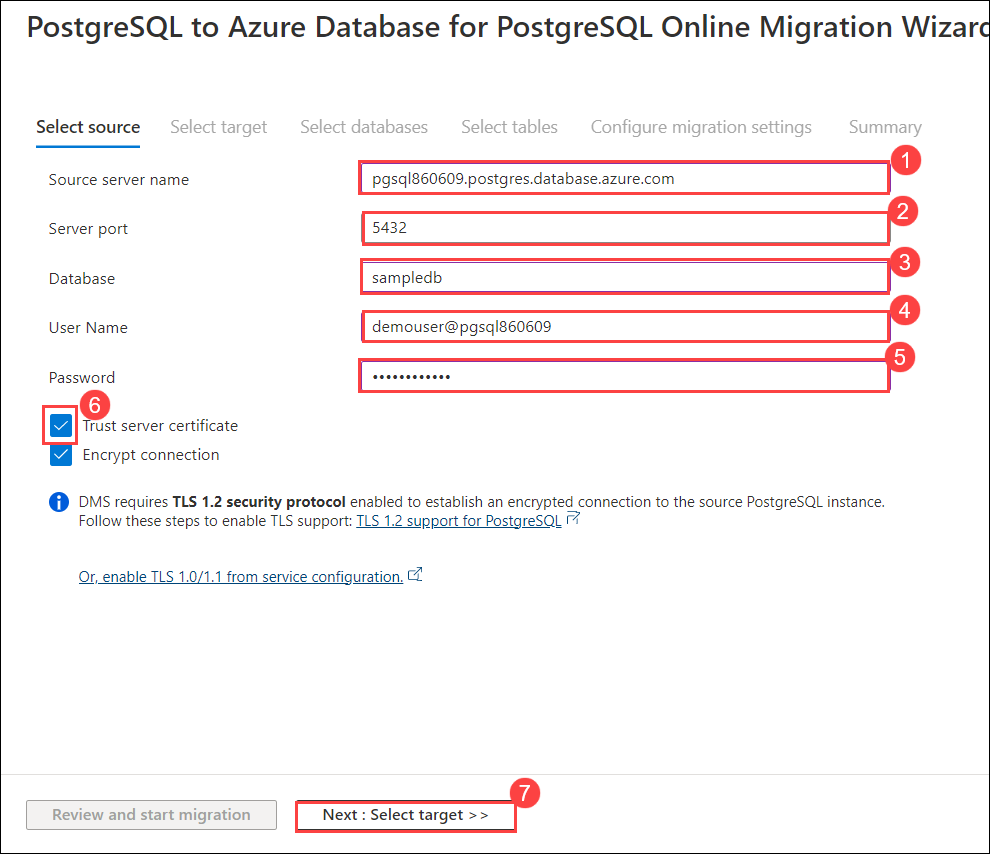 PostgreSQL to Azure Database for PostgreSQL Online Migration Wizard
Select source Select target Select databases Select tables Configure migration settings Summary
1
Source server name pgsql860609.postgres.database.azure.com
2
Server port 5432
3
Database sampledb
4
User Name demouser@pgsql860609
5
Password ••••••••••••
6
Trust server certificate
Encrypt connection
DMS requires TLS 1.2 security protocol enabled to establish an encrypted connection to the source PostgreSQL instance.
Follow these steps to enable TLS support: TLS 1.2 support for PostgreSQL
Or, enable TLS 1.0/1.1 from service configuration.
7
Review and start migration Next : Select target >>